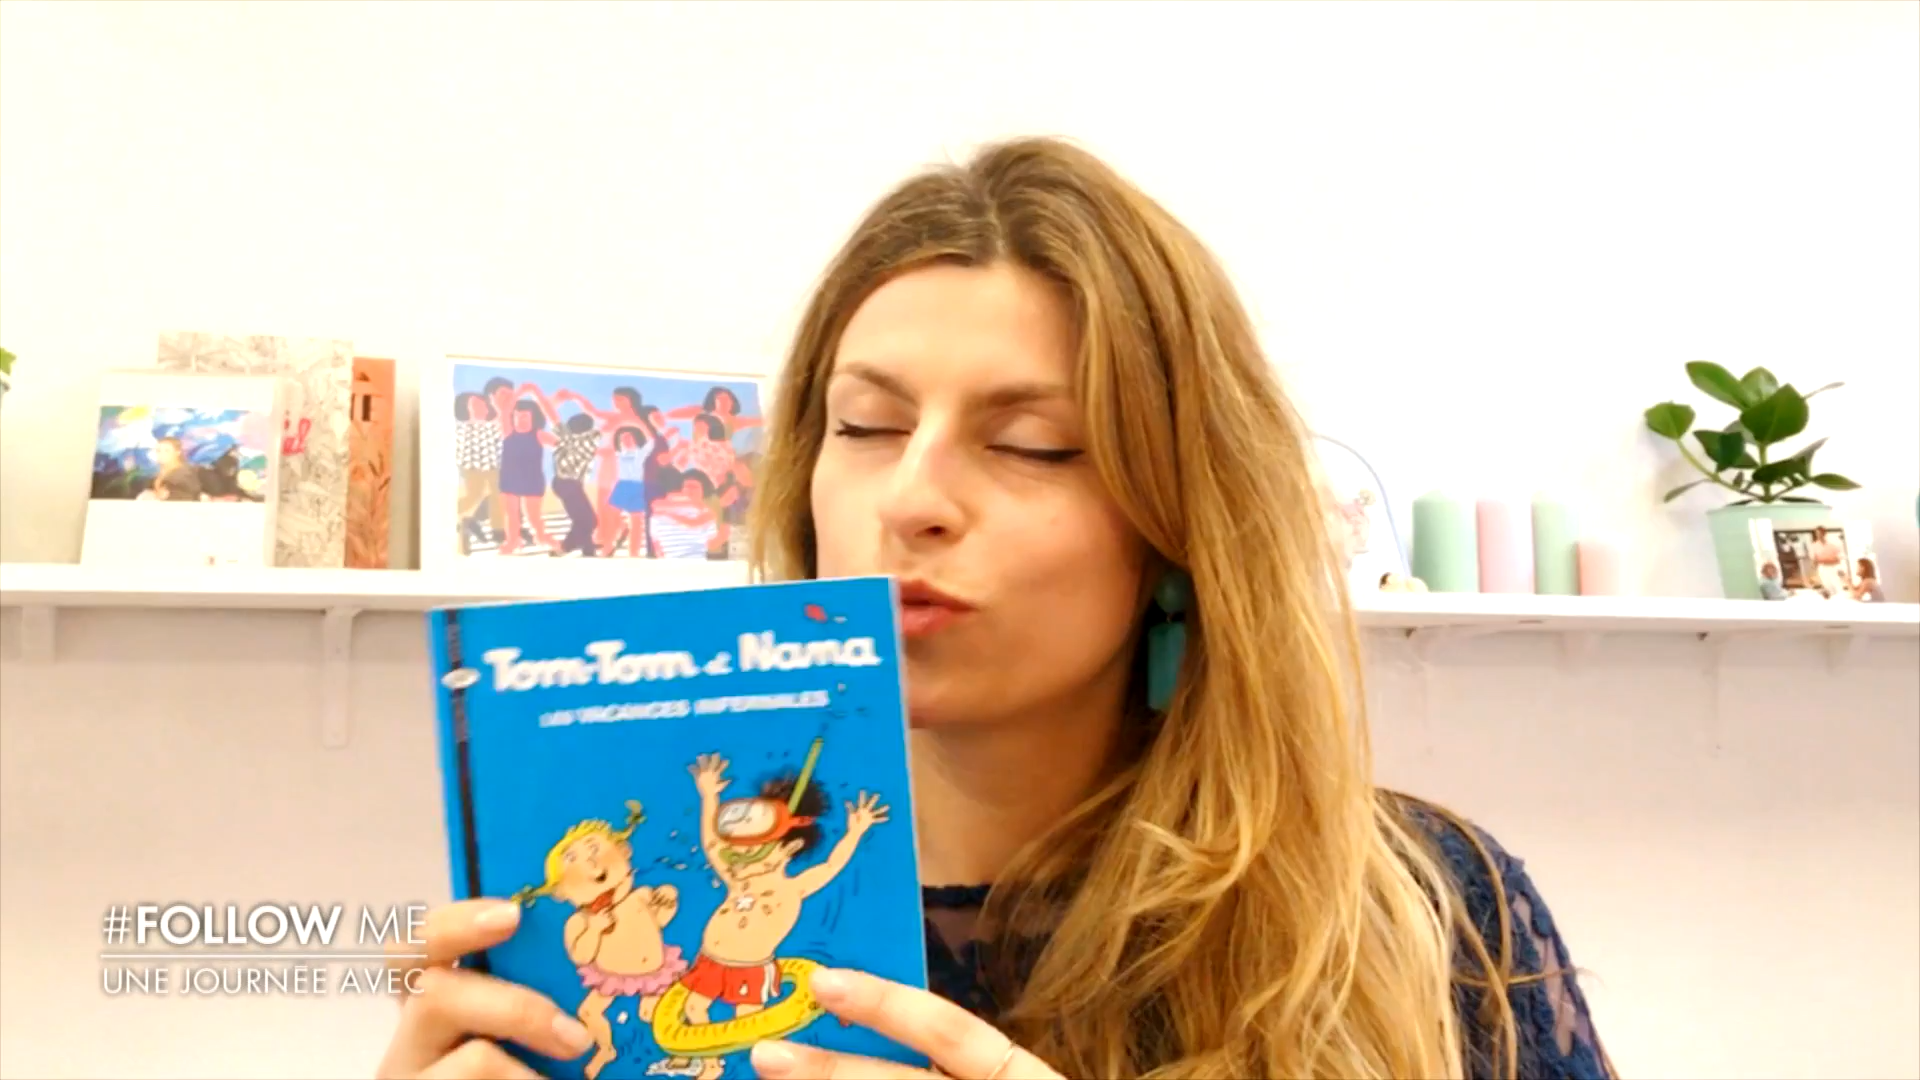 Tom-Tom et Nana
LES VACANCES INFERNALES
#FOLLOW ME
UNE JOURNÉE AVEC